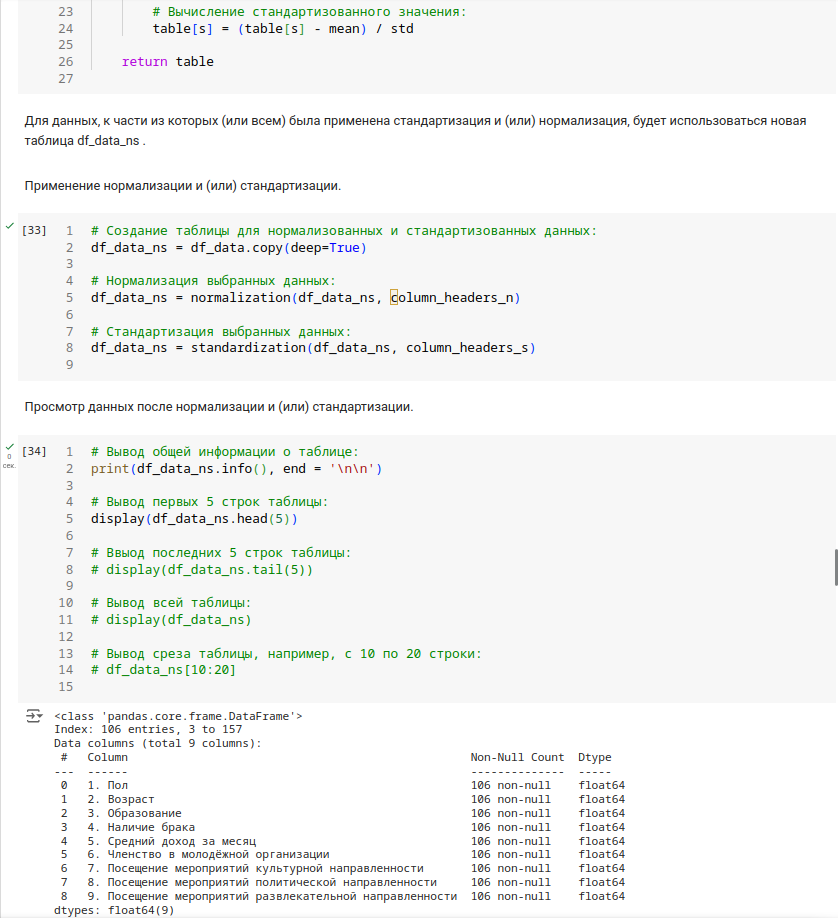 23 # Вычисление стандартизованного значения:
24 table[s] = (table[s] - mean) / std
25
26 return table
27
Для данных, к части из которых (или всем) была применена стандартизация и (или) нормализация, будет использоваться новая
таблица df_data_ns .
Применение нормализации и (или) стандартизации.
[33] 1 # Создание таблицы для нормализованных и стандартизованных данных:
2 df_data_ns = df_data.copy(deep=True)
3
4 # Нормализация выбранных данных:
5 df_data_ns = normalization(df_data_ns, column_headers_n)
6
7 # Стандартизация выбранных данных:
8 df_data_ns = standardization(df_data_ns, column_headers_s)
9
Просмотр данных после нормализации и (или) стандартизации.
0
сек.
[34] 1 # Вывод общей информации о таблице:
2 print(df_data_ns.info(), end = '\n\n')
3
4 # Вывод первых 5 строк таблицы:
5 display(df_data_ns.head(5))
6
7 # Ввыод последних 5 строк таблицы:
8 # display(df_data_ns.tail(5))
9
10 # Вывод всей таблицы:
11 # display(df_data_ns)
12
13 # Вывод среза таблицы, например, с 10 по 20 строки:
14 # df_data_ns[10:20]
15
<class 'pandas.core.frame.DataFrame'>
Index: 106 entries, 3 to 157
Data columns (total 9 columns):
# Column Non-Null Count Dtype
--- ------ -------------- -----
0 1. Пол 106 non-null float64
1 2. Возраст 106 non-null float64
2 3. Образование 106 non-null float64
3 4. Наличие брака 106 non-null float64
4 5. Средний доход за месяц 106 non-null float64
5 6. Членство в молодёжной организации 106 non-null float64
6 7. Посещение мероприятий культурной направленности 106 non-null float64
7 8. Посещение мероприятий политической направленности 106 non-null float64
8 9. Посещение мероприятий развлекательной направленности 106 non-null float64
dtypes: float64(9)